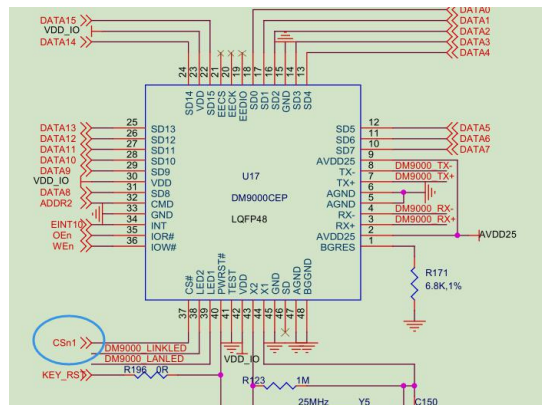 DATA15
VDD_IO
DATA14
DATA0
DATA1
DATA2
DATA3
DATA4
24 23 22 21 20 19 18 17 16 15 14 13
SD14 VDD SD15 EECS EECK EEDIO SD0 SD1 SD2 GND SD3 SD4
DATA13 25 SD13
DATA12 26 SD12
DATA11 27 SD11
DATA10 28 SD10
DATA9 29 SD9
VDD_IO 30 VDD
DATA8 31 SD8
ADDR2 32 CMD
33 GND
EINT10 34 INT
OEn 35 IOR#
WEn 36 IOW#
U17
DM9000CEP
LQFP48
SD5 12 DATA5
SD6 11 DATA6
SD7 10 DATA7
AVDD25 9
TX- 8 DM9000_TX-
TX+ 7 DM9000_TX+
AGND 6
AGND 5
RX- 4 DM9000_RX-
RX+ 3 DM9000_RX+
AVDD25 2 AVDD25
BGRES 1
CS# LED2 LED1 PWRST# TEST VDD X2 X1 GND SD AGND BGGND
37 38 39 40 41 42 43 44 45 46 47 48
R171
6.8K,1%
CSn1
DM9000_LINKLED
DM9000_LANLED
VDD_IO
KEY_RST
R196 0R
R123 1M
25MHz Y5 C150